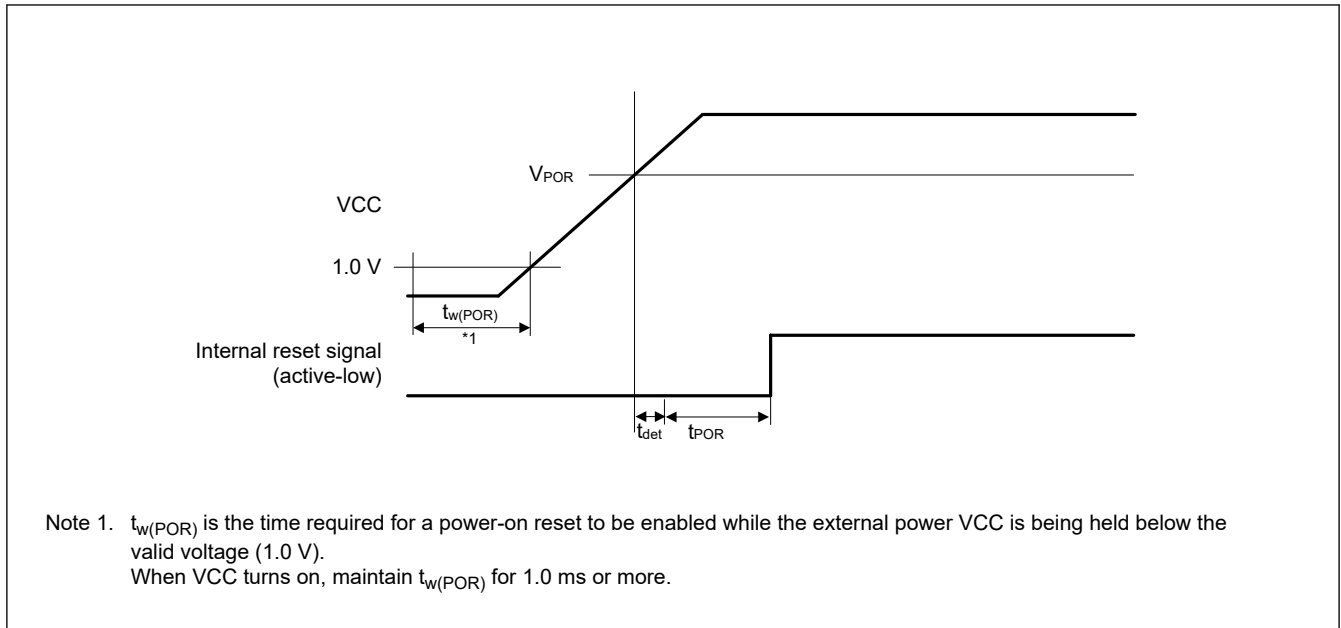 VPOR
VCC
1.0 V
tw(POR)
*1
Internal reset signal
(active-low)
tdet
tPOR
Note 1. tw(POR) is the time required for a power-on reset to be enabled while the external power VCC is being held below the
valid voltage (1.0 V).
When VCC turns on, maintain tw(POR) for 1.0 ms or more.